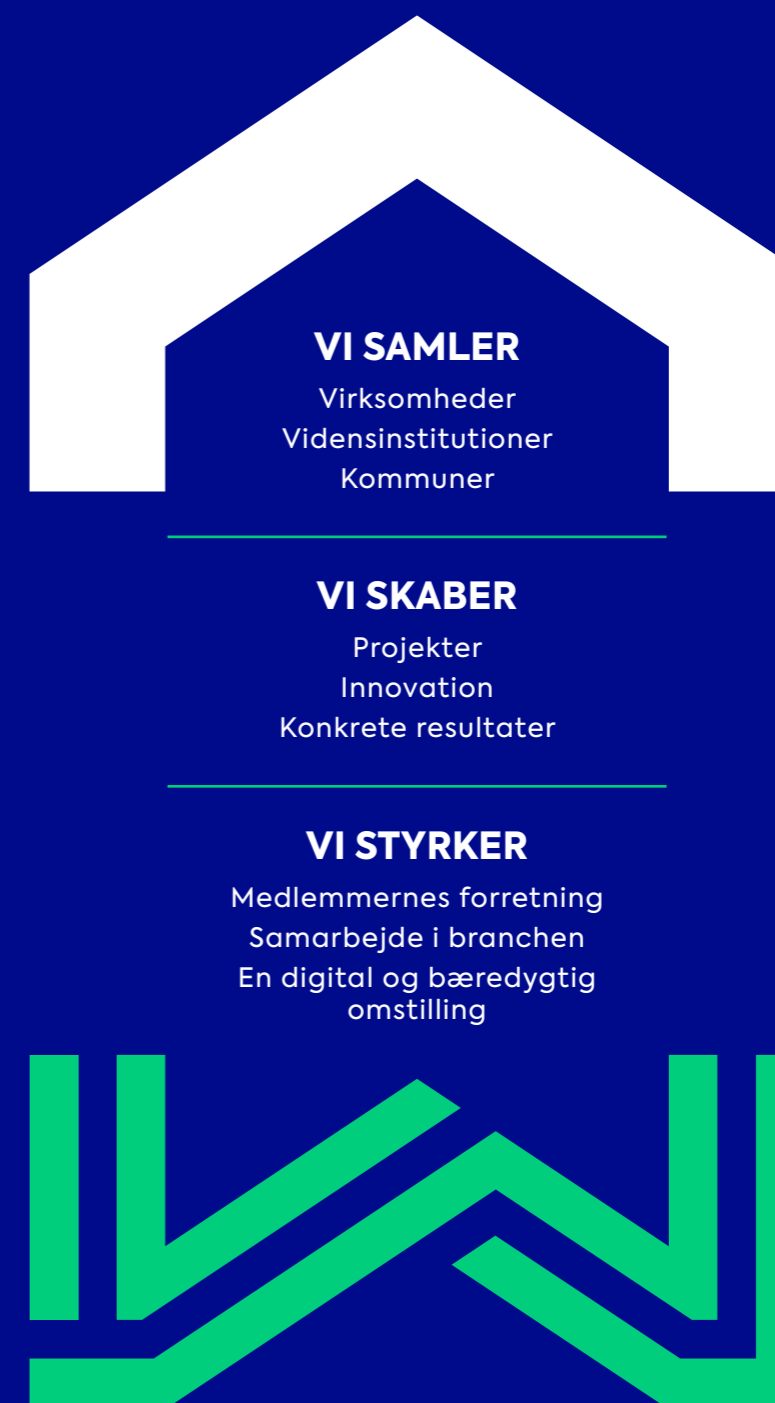 VI SAMLER
Virksomheder
Vidensinstitutioner
Kommuner
VI SKABER
Projekter
Innovation
Konkrete resultater
VI STYRKER
Medlemmernes forretning
Samarbejde i branchen
En digital og bæredygtig
omstilling